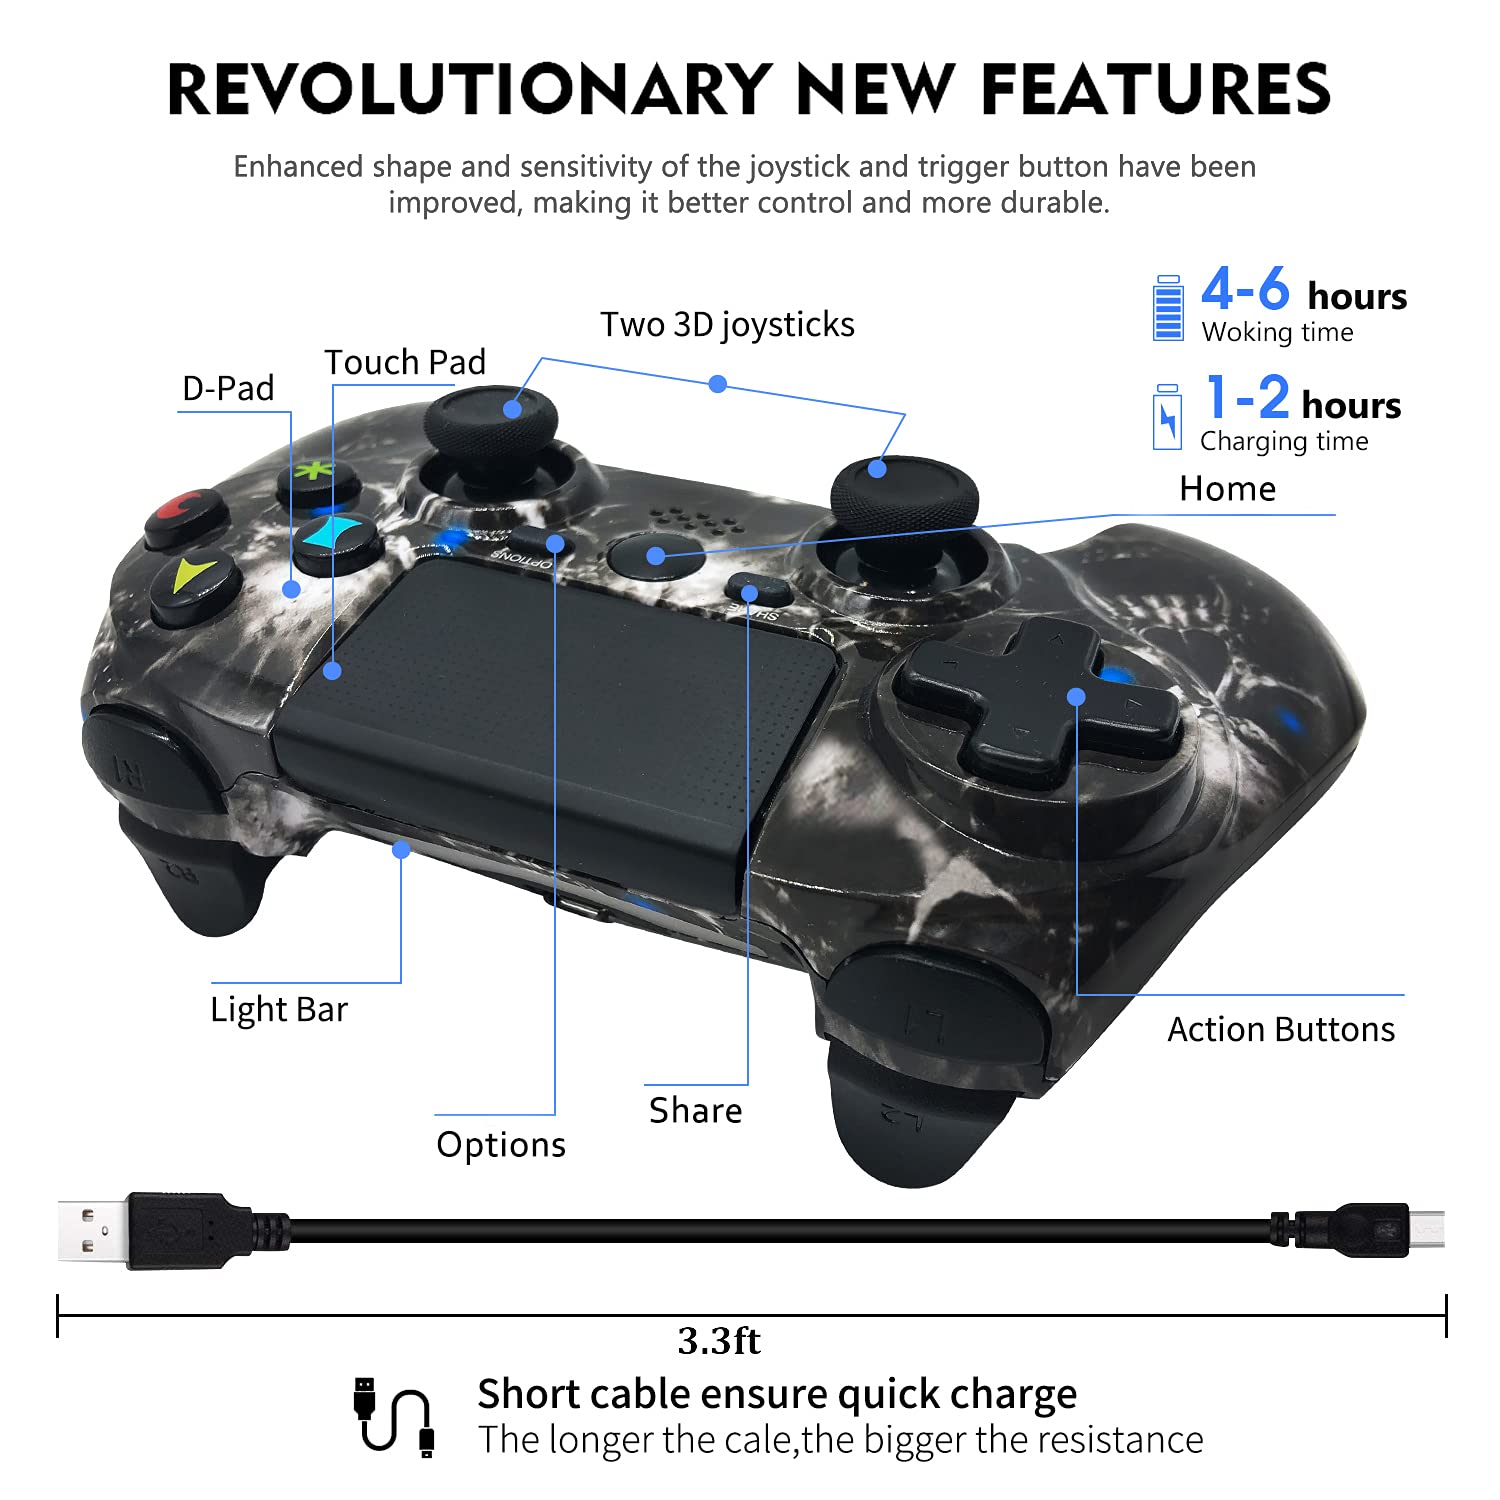 REVOLUTIONARY NEW FEATURES
Enhanced shape and sensitivity of the joystick and trigger button have been
improved, making it better control and more durable.
4-6 hours
Woking time
1-2 hours
Charging time
Two 3D joysticks
Touch Pad
D-Pad
Home
OPTIONS
SHARE
R1
R2
L1
L2
Light Bar
Action Buttons
Share
Options
3.3ft
Short cable ensure quick charge
The longer the cale,the bigger the resistance